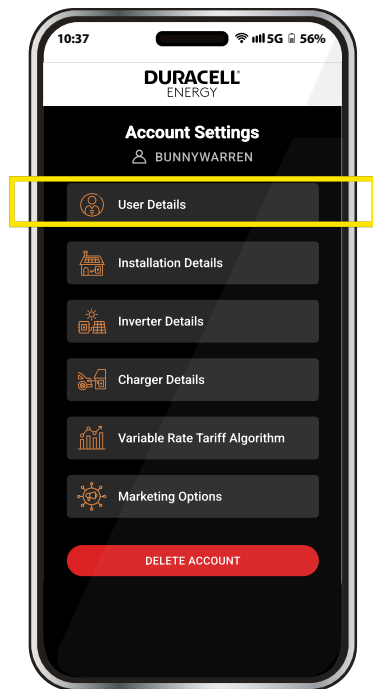 10:37 5G 56%
DURACELL
ENERGY
Account Settings
BUNNYWARREN
User Details
Installation Details
Inverter Details
Charger Details
Variable Rate Tariff Algorithm
Marketing Options
DELETE ACCOUNT